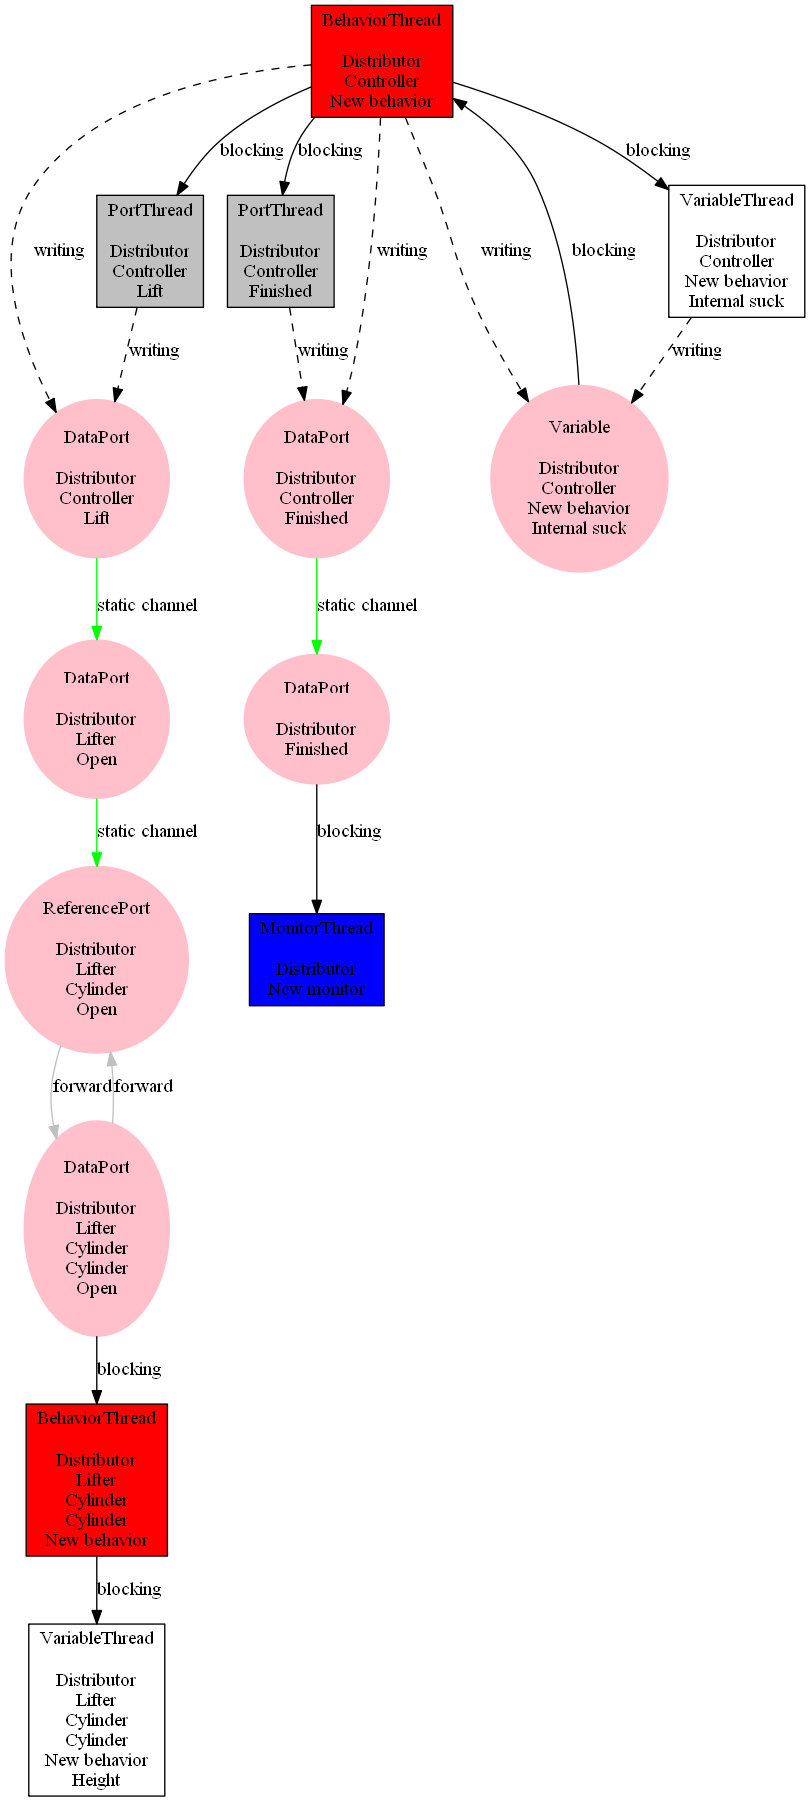 BehaviorThread
Distributor
Controller
New behavior
blocking
blocking
blocking
PortThread
Distributor
Controller
Lift
PortThread
Distributor
Controller
Finished
VariableThread
Distributor
Controller
New behavior
Internal suck
writing
writing
writing
blocking
writing
writing
writing
DataPort
Distributor
Controller
Lift
DataPort
Distributor
Controller
Finished
Variable
Distributor
Controller
New behavior
Internal suck
static channel
static channel
DataPort
Distributor
Lifter
Open
DataPort
Distributor
Finished
static channel
blocking
ReferencePort
Distributor
Lifter
Cylinder
Open
MonitorThread
Distributor
New monitor
forward
forward
DataPort
Distributor
Lifter
Cylinder
Cylinder
Open
blocking
BehaviorThread
Distributor
Lifter
Cylinder
Cylinder
New behavior
blocking
VariableThread
Distributor
Lifter
Cylinder
Cylinder
New behavior
Height